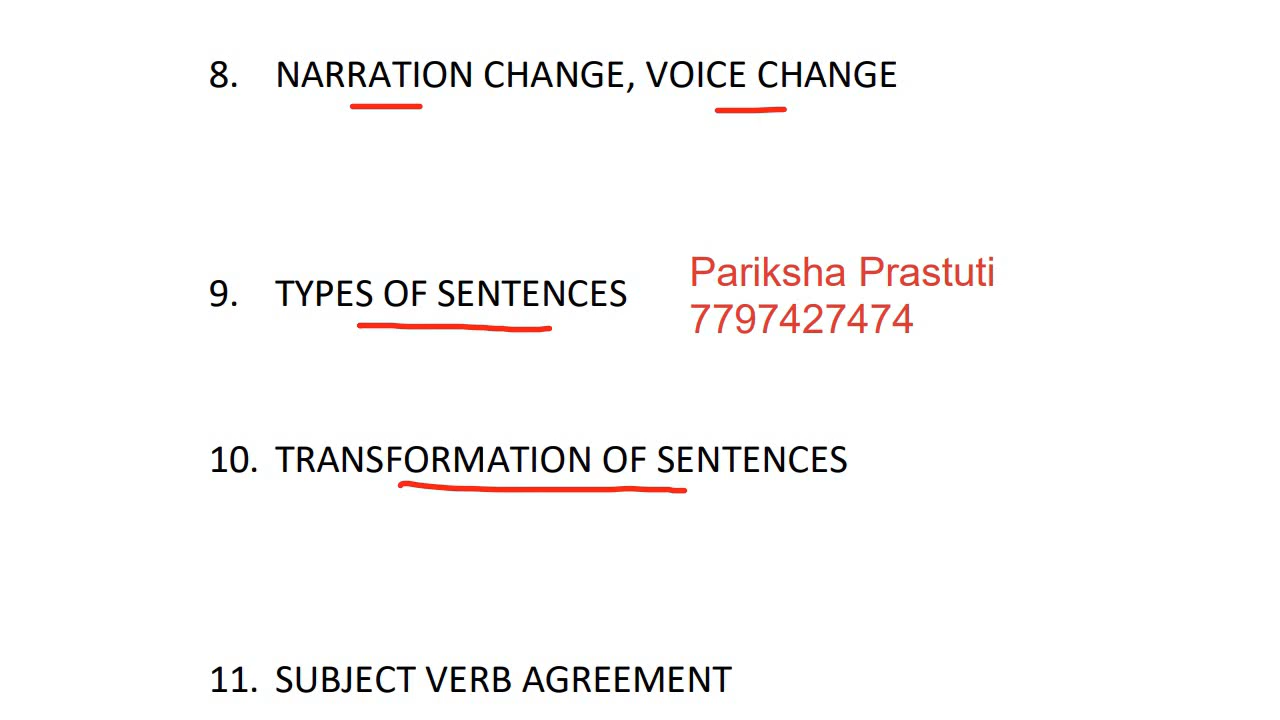 8. NARRATION CHANGE, VOICE CHANGE
9. TYPES OF SENTENCES
Pariksha Prastuti
7797427474
10. TRANSFORMATION OF SENTENCES
11. SUBJECT VERB AGREEMENT